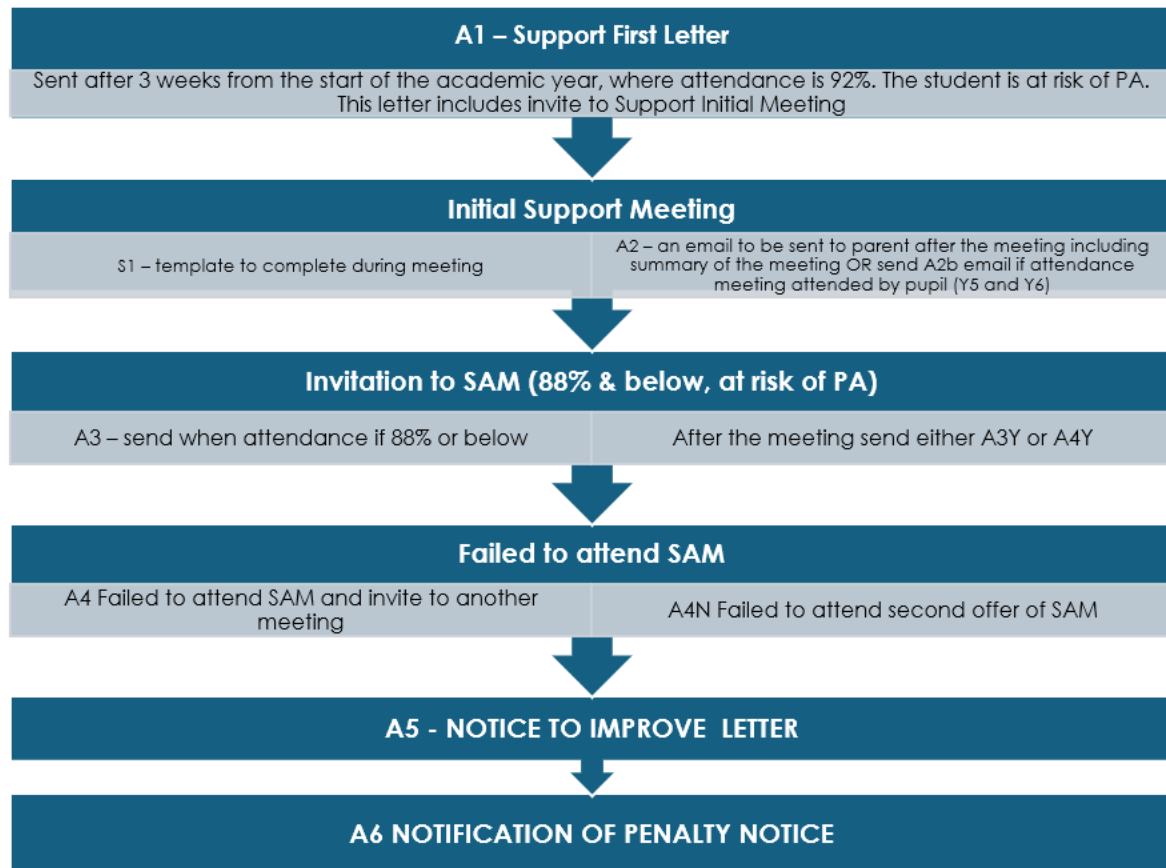 A1 – Support First Letter
Sent after 3 weeks from the start of the academic year, where attendance is 92%. The student is at risk of PA.
This letter includes invite to Support Initial Meeting
Initial Support Meeting
S1 – template to complete during meeting
A2 – an email to be sent to parent after the meeting including
summary of the meeting OR send A2b email if attendance
meeting attended by pupil (Y5 and Y6)
Invitation to SAM (88% & below, at risk of PA)
A3 – send when attendance if 88% or below
After the meeting send either A3Y or A4Y
Failed to attend SAM
A4 Failed to attend SAM and invite to another
meeting
A4N Failed to attend second offer of SAM
A5 - NOTICE TO IMPROVE LETTER
A6 NOTIFICATION OF PENALTY NOTICE